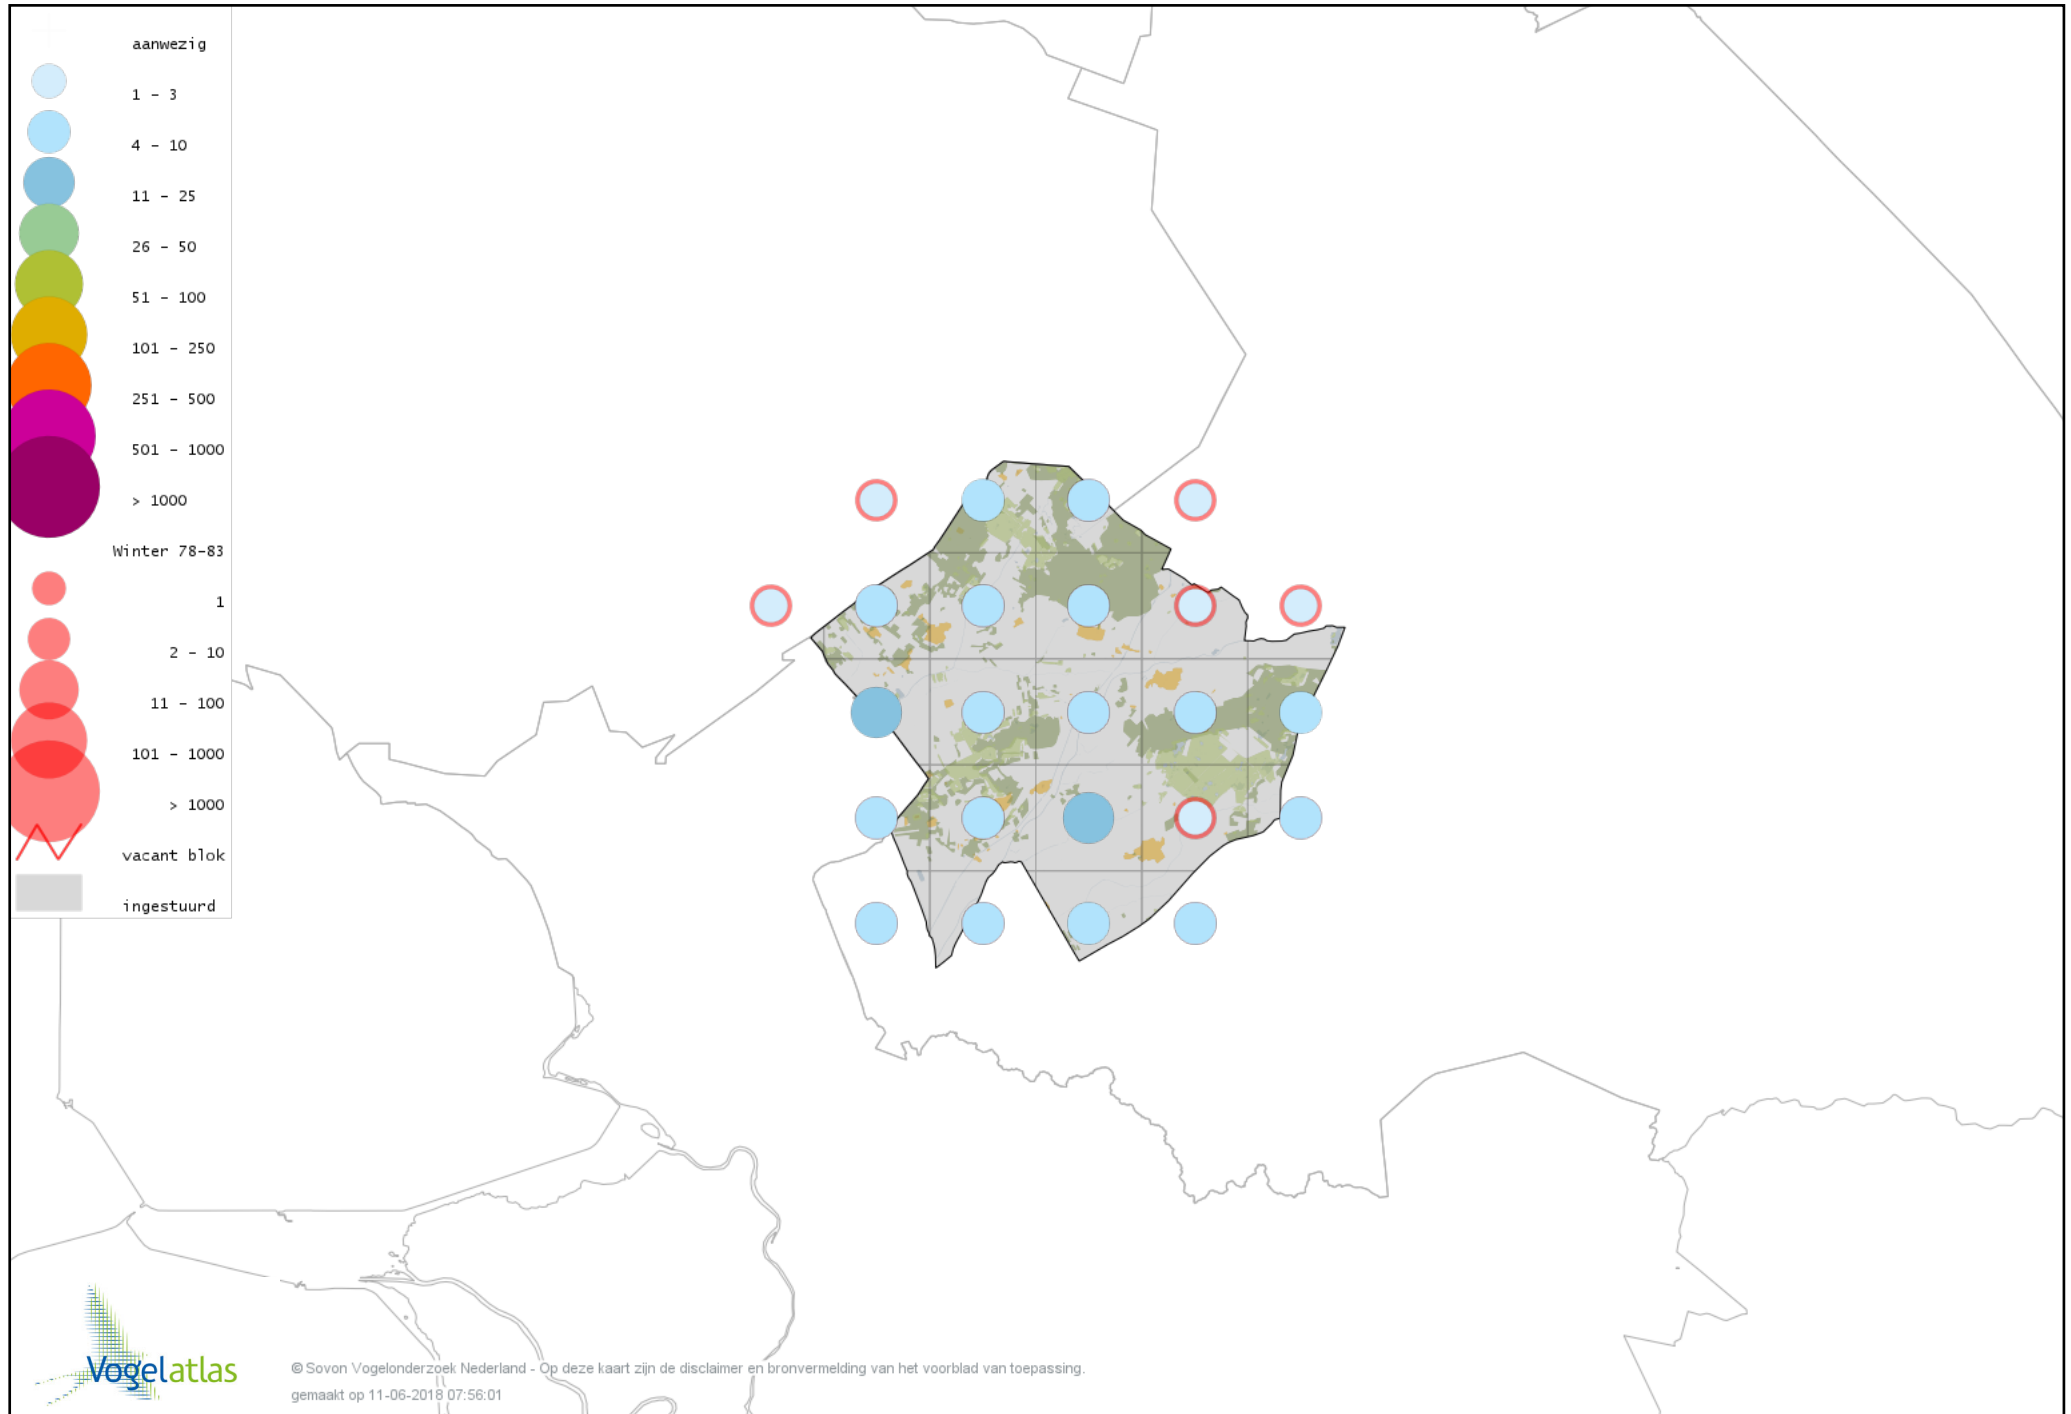 aanwezig
1 – 3
4 – 10
11 – 25
26 – 50
51 – 100
101 – 250
251 – 500
501 – 1000
> 1000
Winter 78-83
1
2 – 10
11 – 100
101 – 1000
> 1000
vacant blok
ingestuurd
Vogelatlas
© Sovon Vogelonderzoek Nederland - Op deze kaart zijn de disclaimer en bronvermelding van het voorblad van toepassing.
gemaakt op 11-06-2018 07:56:01